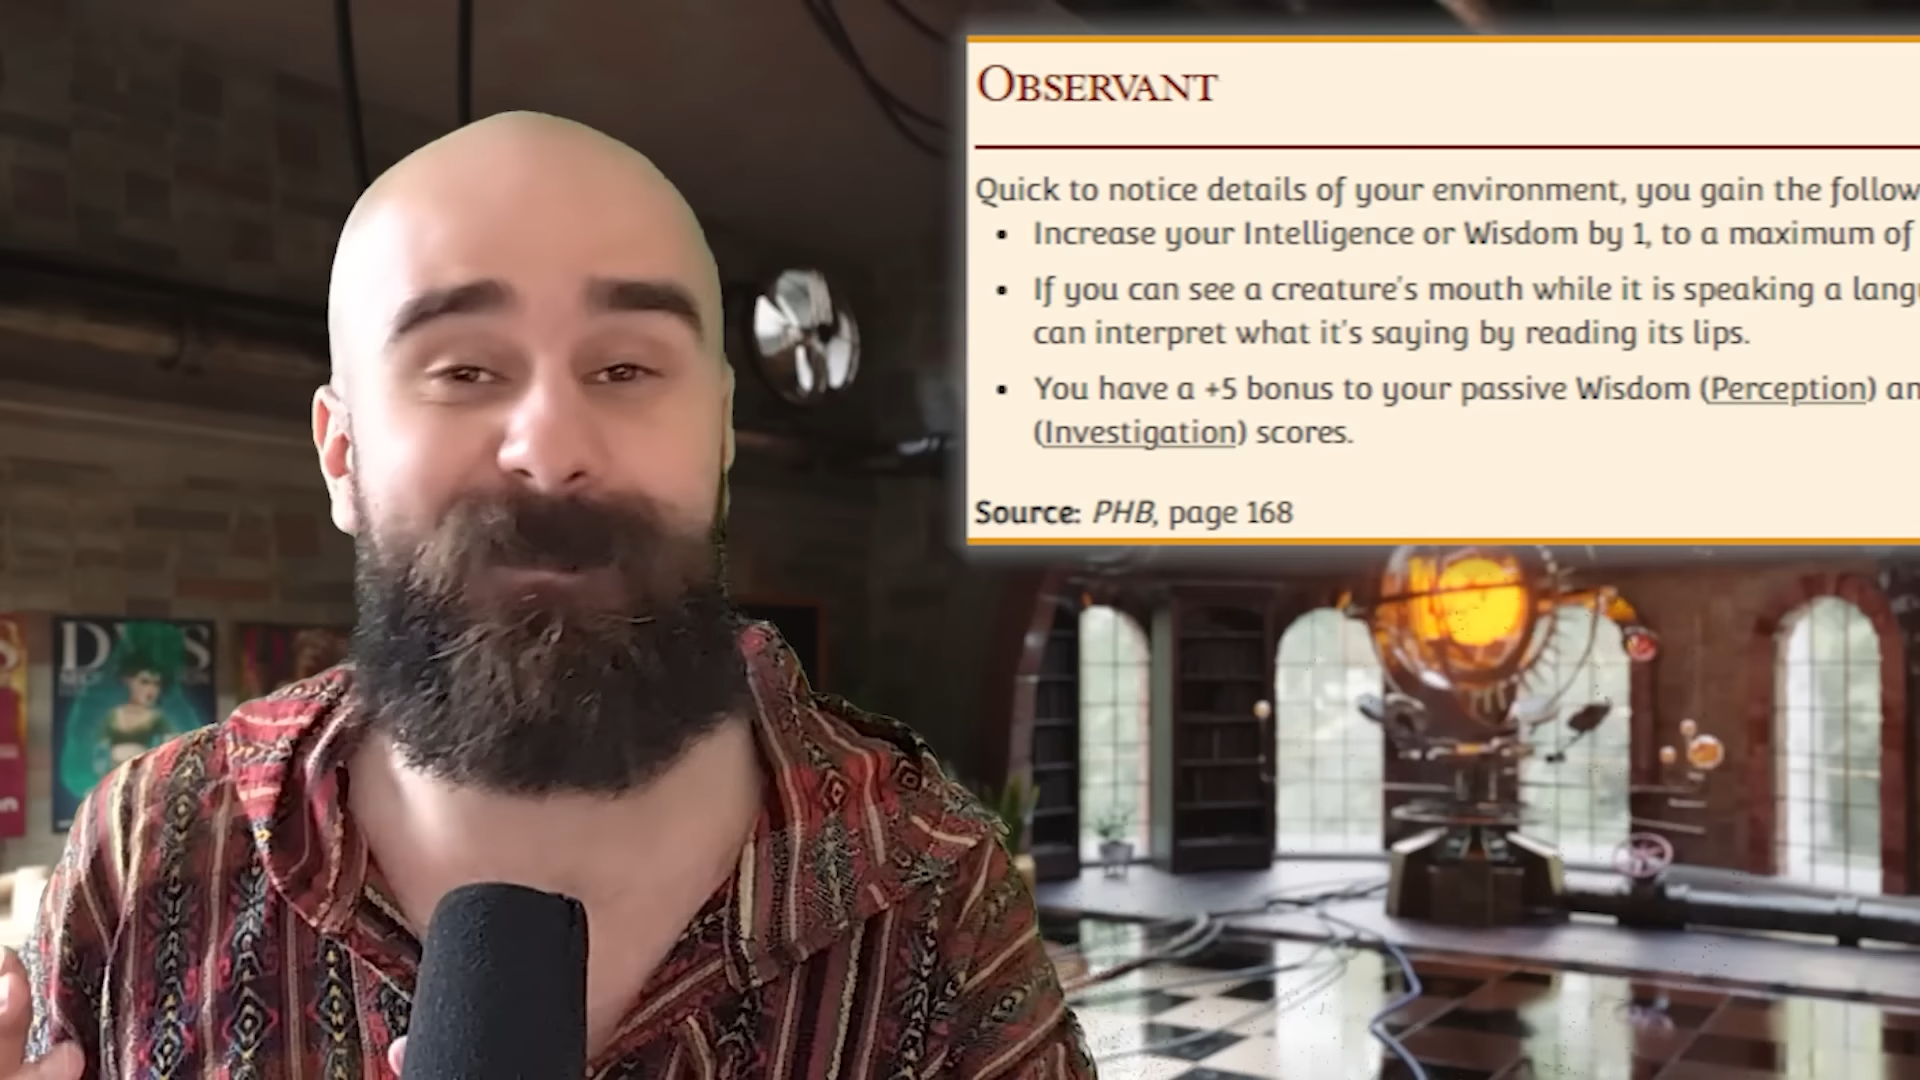 OBSERVANT
Quick to notice details of your environment, you gain the follow
• Increase your Intelligence or Wisdom by 1, to a maximum of
• If you can see a creature's mouth while it is speaking a langu
can interpret what it's saying by reading its lips.
• You have a +5 bonus to your passive Wisdom (Perception) an
(Investigation) scores.
Source: PHB, page 168